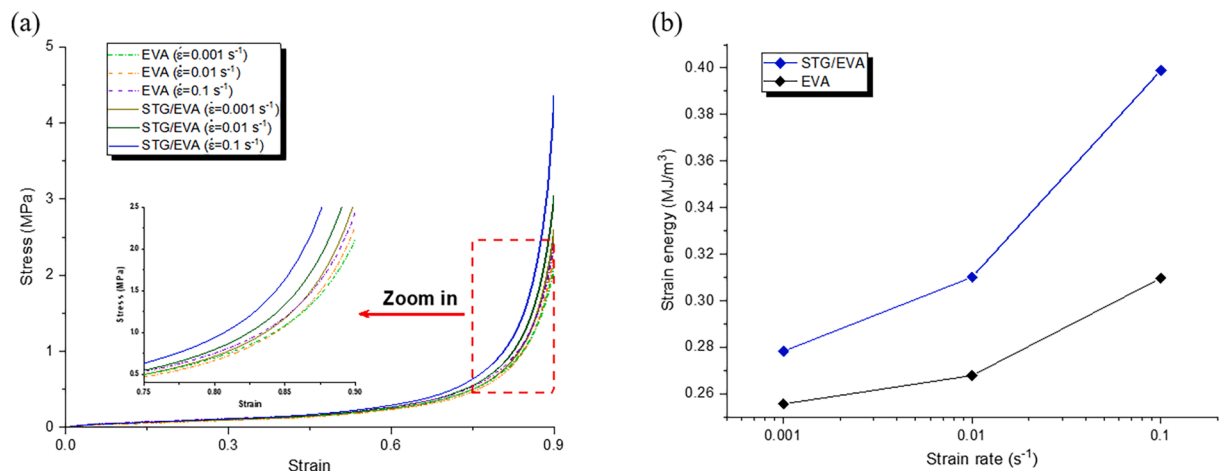 (a)
5
4
3
2
1
0
Stress (MPa)
EVA (ε̇=0.001 s⁻¹)
EVA (ε̇=0.01 s⁻¹)
EVA (ε̇=0.1 s⁻¹)
STG/EVA (ε̇=0.001 s⁻¹)
STG/EVA (ε̇=0.01 s⁻¹)
STG/EVA (ε̇=0.1 s⁻¹)
2.5
2.0
1.5
1.0
0.5
Stress (MPa)
0.75 0.80 0.85 0.90
Strain
Zoom in
0.0 0.3 0.6 0.9
Strain
(b)
0.40
0.38
0.36
0.34
0.32
0.30
0.28
0.26
Strain energy (MJ/m³)
STG/EVA
EVA
0.001 0.01 0.1
Strain rate (s⁻¹)